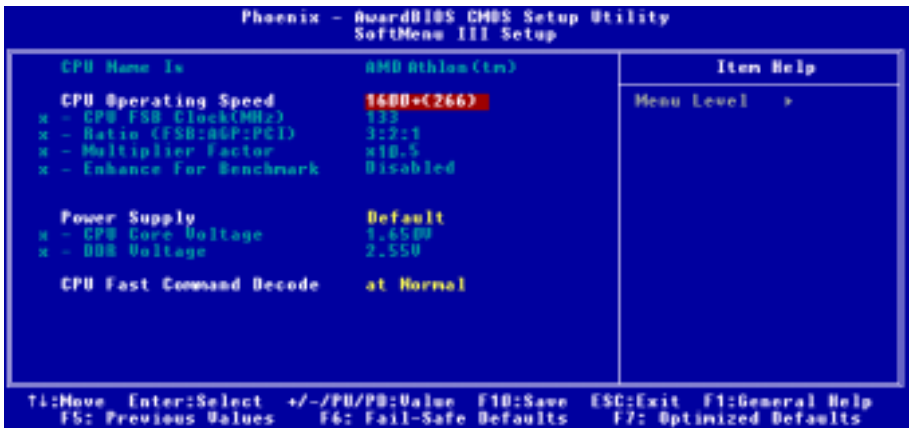 Phoenix - AwardBIOS CMOS Setup Utility
SoftMenu III Setup
CPU Name Is AMD Athlon(tm)
Item Help
CPU Operating Speed 1600+(266)
Menu Level ▸
x - CPU FSB Clock(MHz) 133
x - Ratio (FSB:AGP:PCI) 3:2:1
x - Multiplier Factor x10.5
x - Enhance For Benchmark Disabled
Power Supply Default
x - CPU Core Voltage 1.650V
x - DDR Voltage 2.55V
CPU Fast Command Decode at Normal
↑↓:Move Enter:Select +/-/PU/PD:Value F10:Save ESC:Exit F1:General Help
F5: Previous Values F6: Fail-Safe Defaults F7: Optimized Defaults